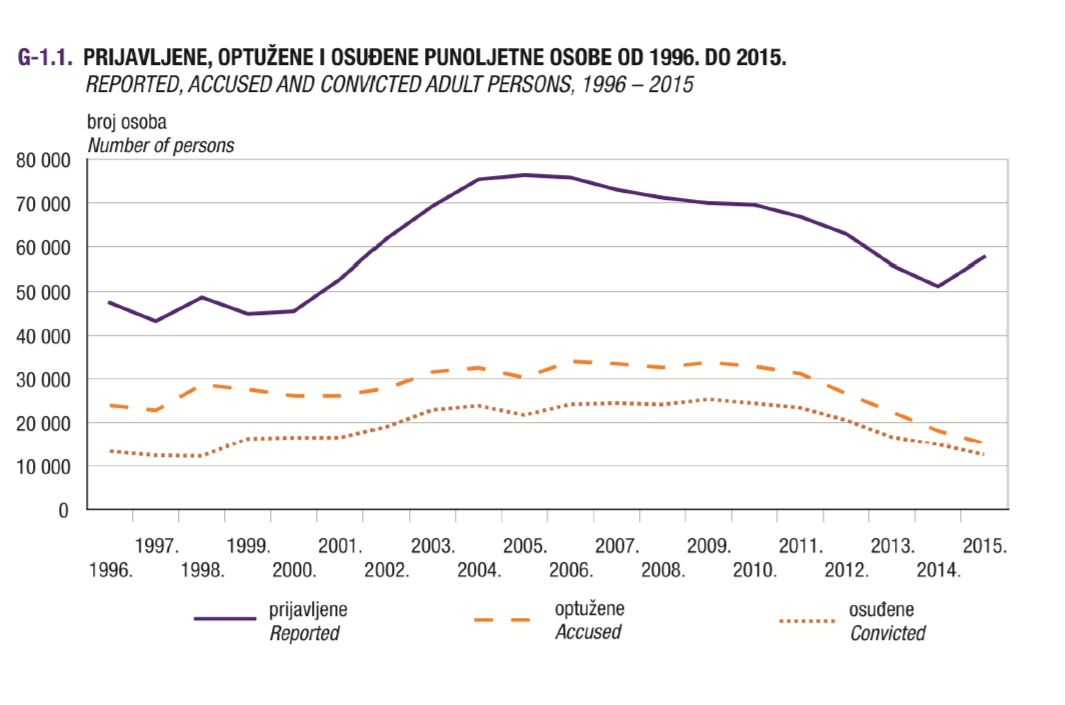 G-1.1. PRIJAVLJENE, OPTUŽENE I OSUĐENE PUNOLJETNE OSOBE OD 1996. DO 2015.
REPORTED, ACCUSED AND CONVICTED ADULT PERSONS, 1996 – 2015
broj osoba
Number of persons
80 000
70 000
60 000
50 000
40 000
30 000
20 000
10 000
0
1997. 1999. 2001. 2003. 2005. 2007. 2009. 2011. 2013. 2015.
1996. 1998. 2000. 2002. 2004. 2006. 2008. 2010. 2012. 2014.
prijavljene optužene osuđene
Reported Accused Convicted